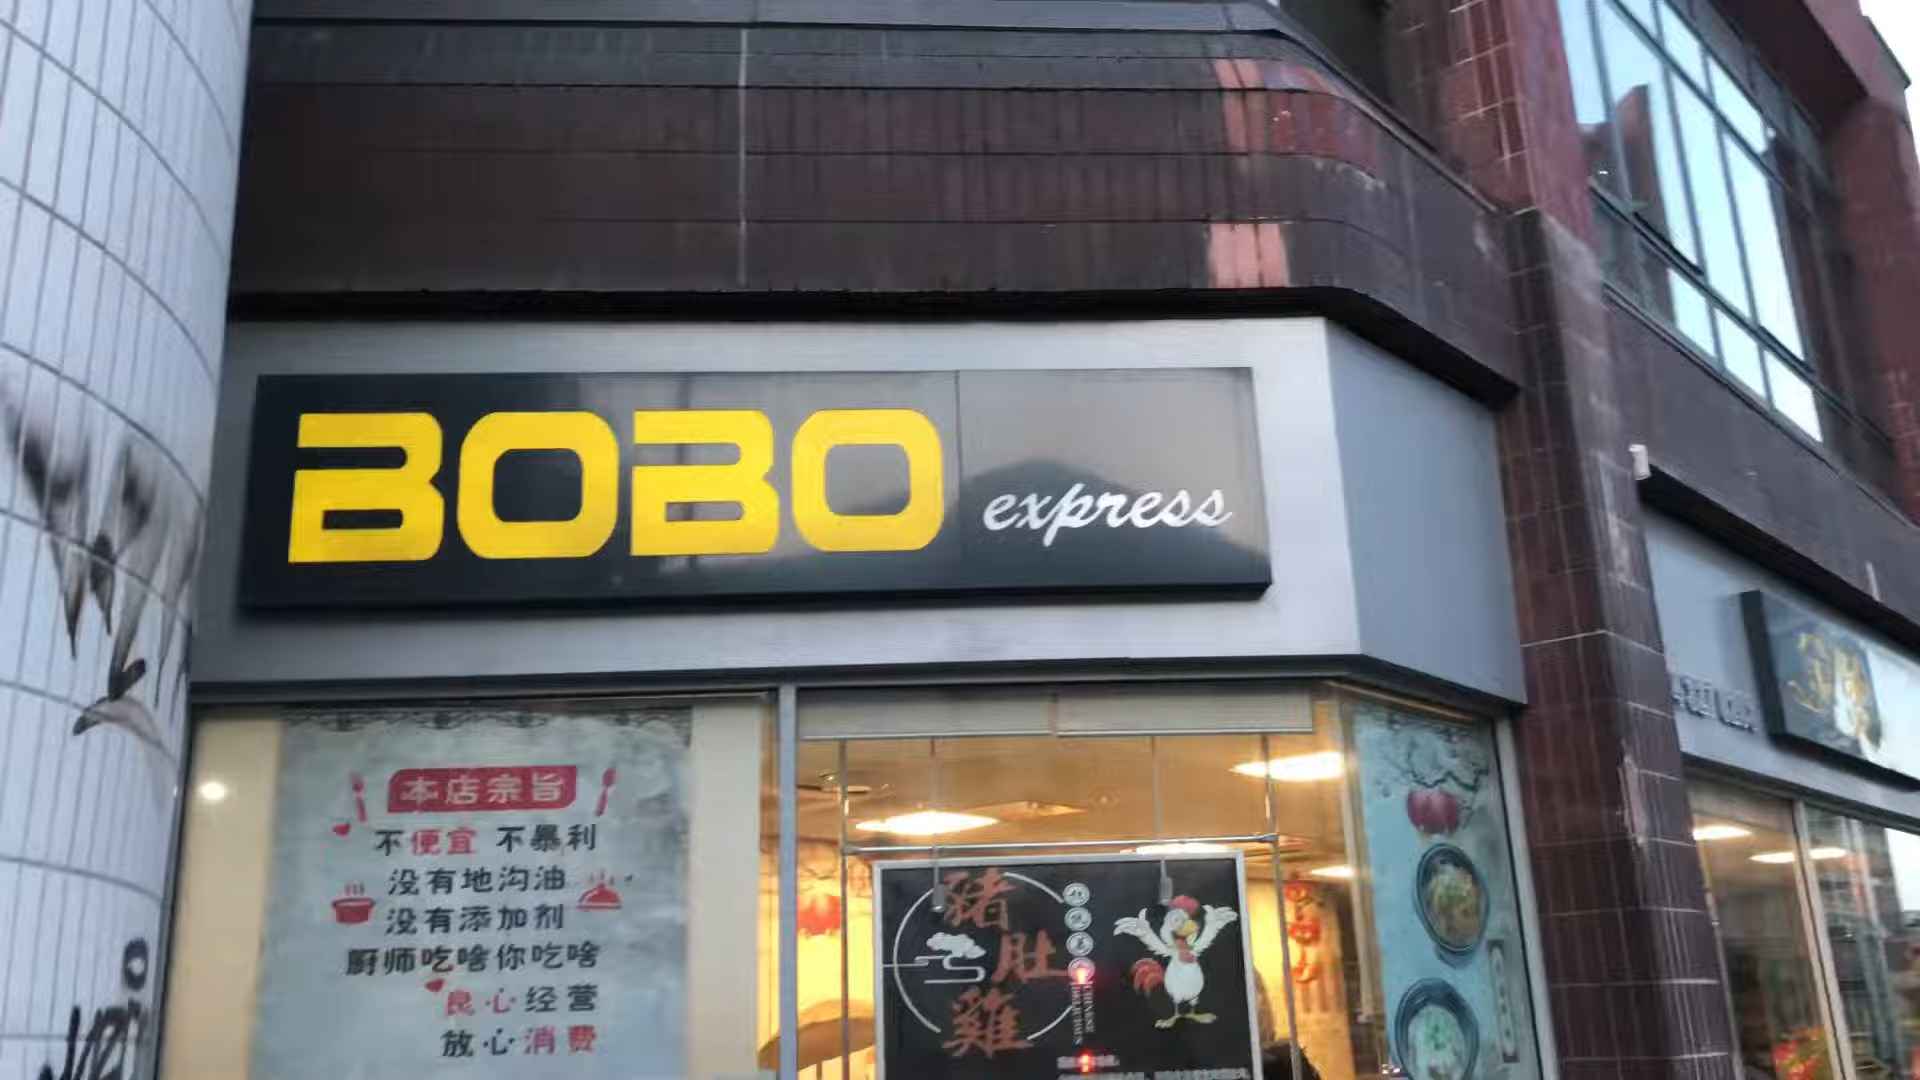 BOBO express
本店宗旨
不便宜 不暴利
没有地沟油
没有添加剂
厨师吃啥你吃啥
良心经营
放心消费
豬
肚
雞
CHINESE